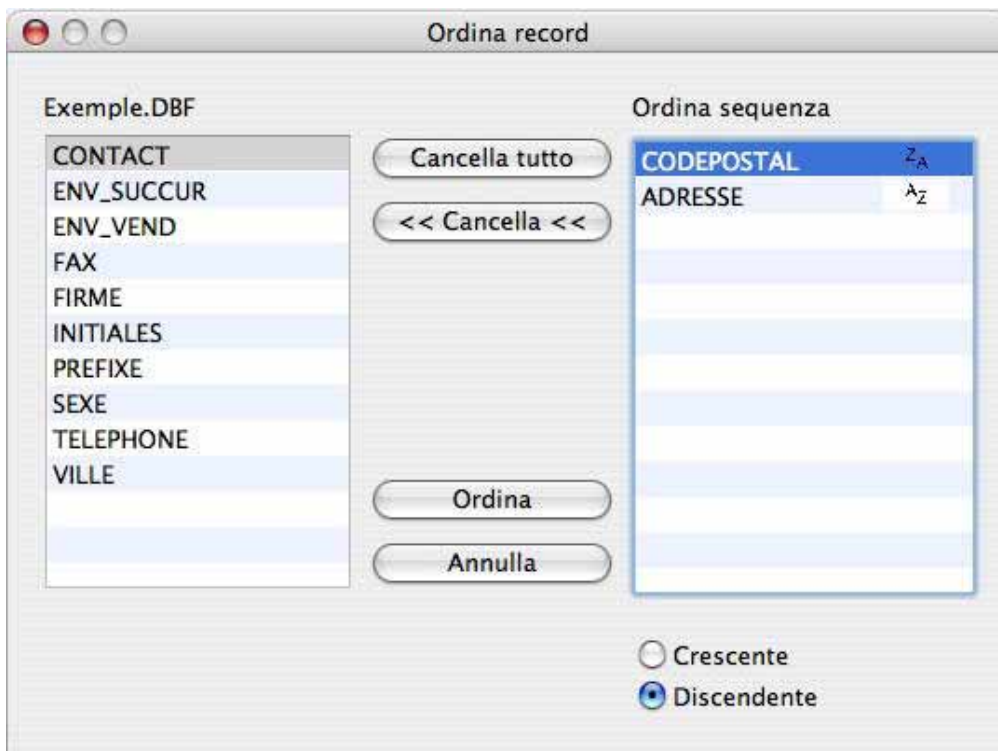 Ordina record
Exemple.DBF
CONTACT
ENV_SUCCUR
ENV_VEND
FAX
FIRME
INITIALES
PREFIXE
SEXE
TELEPHONE
VILLE
Cancella tutto
<< Cancella <<
Ordina
Annulla
Ordina sequenza
CODEPOSTAL ZA
ADRESSE AZ
Crescente
Discendente